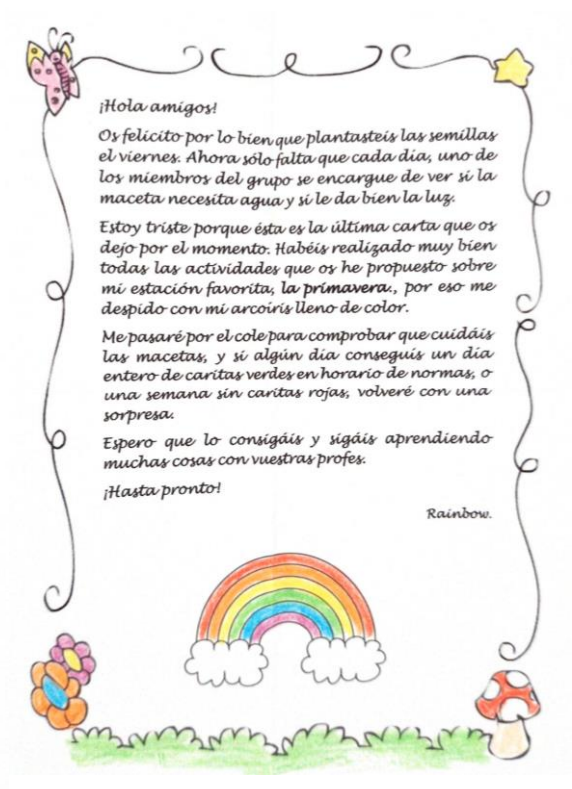 ¡Hola amigos!
Os felicito por lo bien que plantasteis las semillas
el viernes. Ahora sólo falta que cada día, uno de
los miembros del grupo se encargue de ver si la
maceta necesita agua y si le da bien la luz.
Estoy triste porque ésta es la última carta que os
dejo por el momento. Habéis realizado muy bien
todas las actividades que os he propuesto sobre
mi estación favorita, la primavera., por eso me
despido con mi arcoíris lleno de color.
Me pasaré por el cole para comprobar que cuidáis
las macetas, y si algún día conseguís un día
entero de caritas verdes en horario de normas, o
una semana sin caritas rojas, volveré con una
sorpresa.
Espero que lo consigáis y sigáis aprendiendo
muchas cosas con vuestras profes.
¡Hasta pronto!
Rainbow.